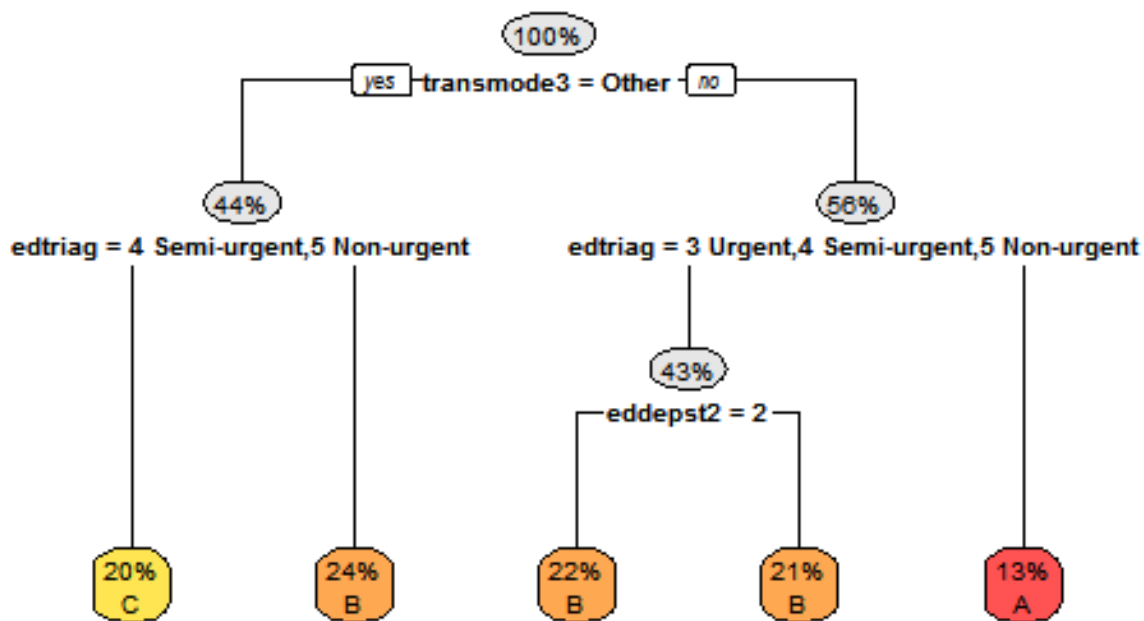 100%
yes transmode3 = Other no
44% 56%
edtriag = 4 Semi-urgent,5 Non-urgent edtriag = 3 Urgent,4 Semi-urgent,5 Non-urgent
43%
eddepst2 = 2
20% 24% 22% 21% 13%
C B B B A